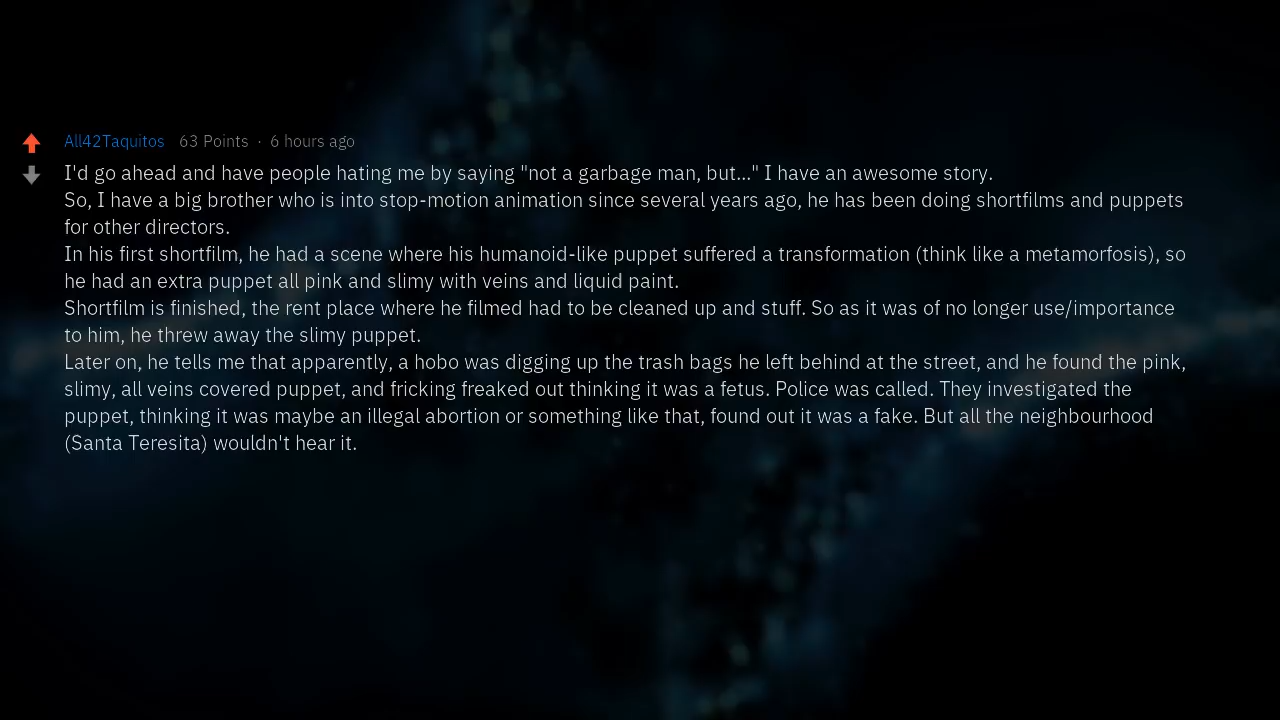 All42Taquitos 63 Points · 6 hours ago
I'd go ahead and have people hating me by saying "not a garbage man, but..." I have an awesome story.
So, I have a big brother who is into stop-motion animation since several years ago, he has been doing shortfilms and puppets
for other directors.
In his first shortfilm, he had a scene where his humanoid-like puppet suffered a transformation (think like a metamorfosis), so
he had an extra puppet all pink and slimy with veins and liquid paint.
Shortfilm is finished, the rent place where he filmed had to be cleaned up and stuff. So as it was of no longer use/importance
to him, he threw away the slimy puppet.
Later on, he tells me that apparently, a hobo was digging up the trash bags he left behind at the street, and he found the pink,
slimy, all veins covered puppet, and fricking freaked out thinking it was a fetus. Police was called. They investigated the
puppet, thinking it was maybe an illegal abortion or something like that, found out it was a fake. But all the neighbourhood
(Santa Teresita) wouldn't hear it.